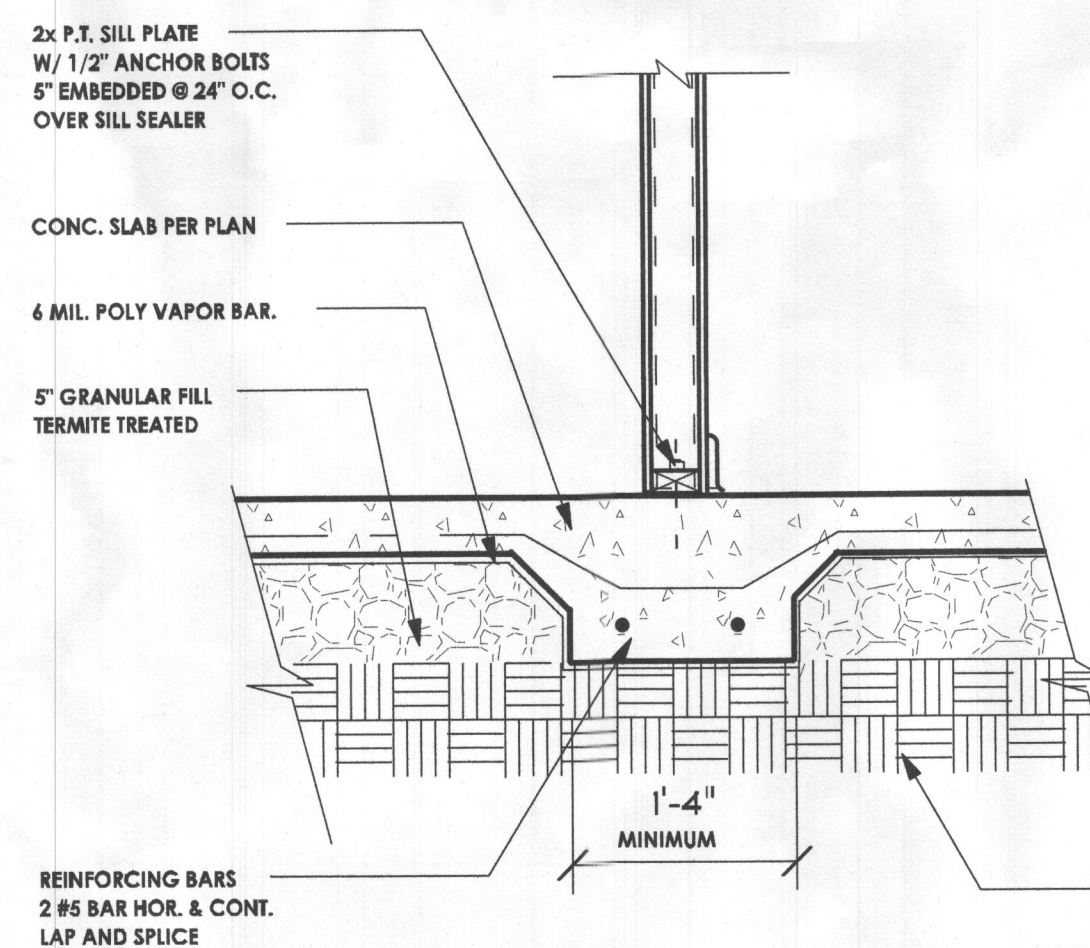 2x P.T. SILL PLATE
W/ 1/2" ANCHOR BOLTS
5" EMBEDDED @ 24" O.C.
OVER SILL SEALER
CONC. SLAB PER PLAN
6 MIL. POLY VAPOR BAR.
5" GRANULAR FILL
TERMITE TREATED
1'-4"
MINIMUM
REINFORCING BARS
2 #5 BAR HOR. & CONT.
LAP AND SPLICE